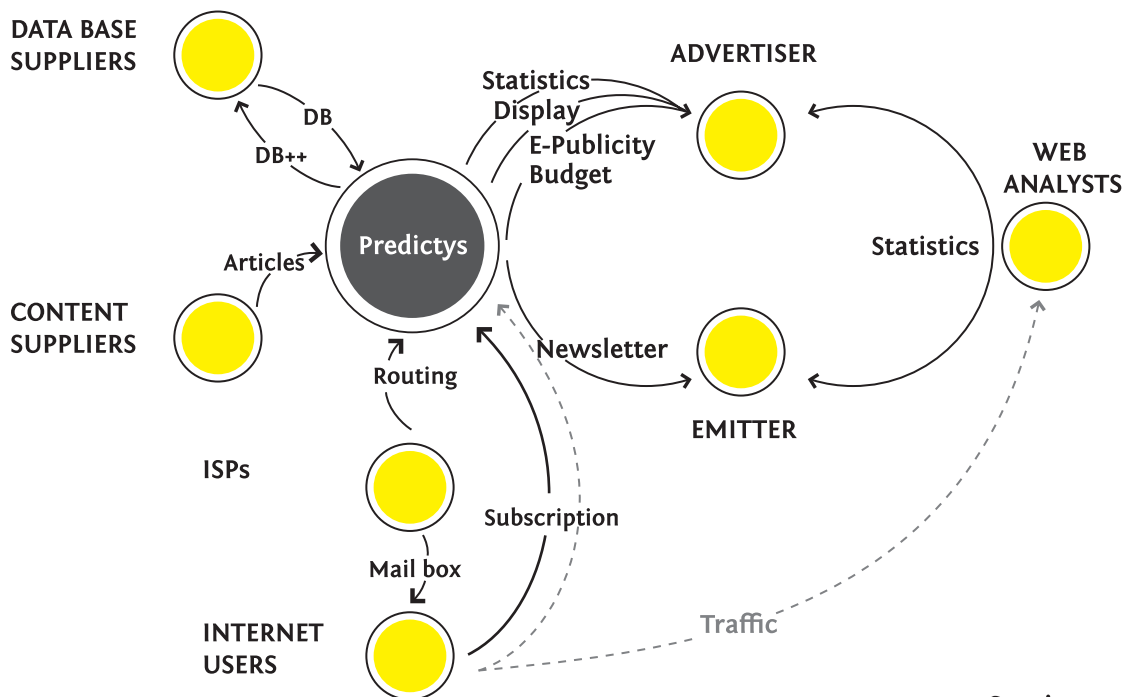 DATA BASE
SUPPLIERS
DB
DB++
Statistics
Display
E-Publicity
Budget
ADVERTISER
WEB
ANALYSTS
Predictys
Statistics
Articles
CONTENT
SUPPLIERS
Newsletter
Routing
EMITTER
ISPs
Subscription
Mail box
INTERNET
USERS
Traffic